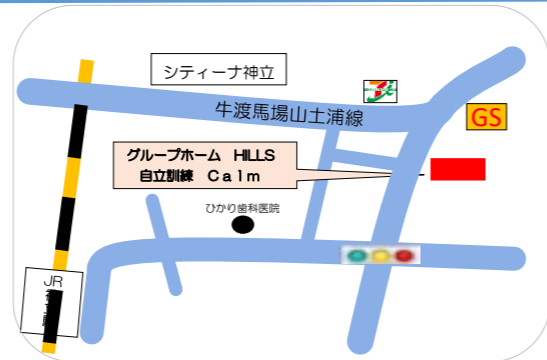 シティーナ神立
牛渡馬場山土浦線
GS
グループホーム HILLS
自立訓練 Calm
ひかり歯科医院
JR